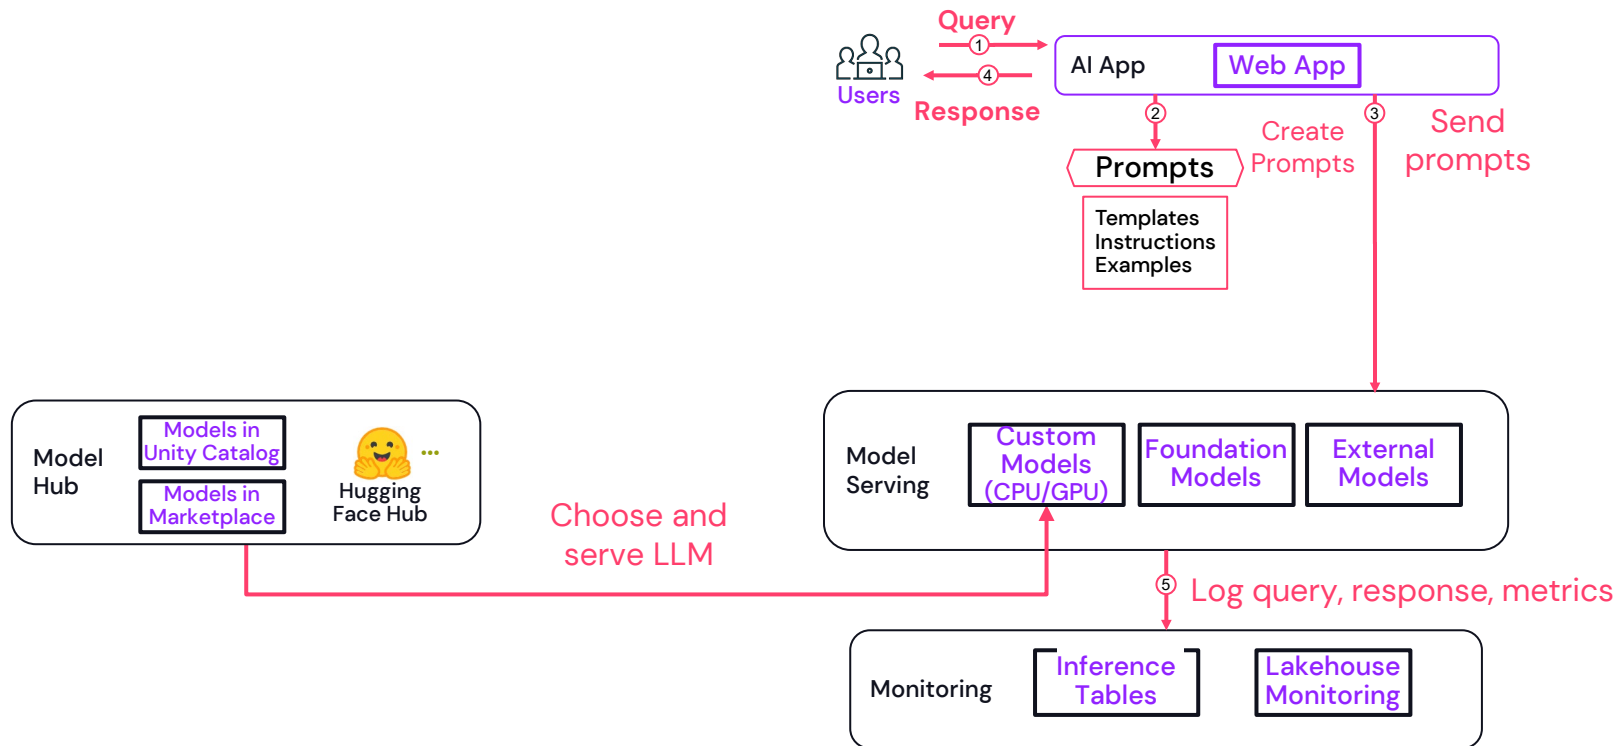 Query
1
4
Users
Response
AI App
Web App
2
3
Create
Prompts
Send
prompts
Prompts
Templates
Instructions
Examples
Model
Hub
Models in
Unity Catalog
Models in
Marketplace
...
Hugging
Face Hub
Choose and
serve LLM
Model
Serving
Custom
Models
(CPU/GPU)
Foundation
Models
External
Models
5
Log query, response, metrics
Monitoring
Inference
Tables
Lakehouse
Monitoring